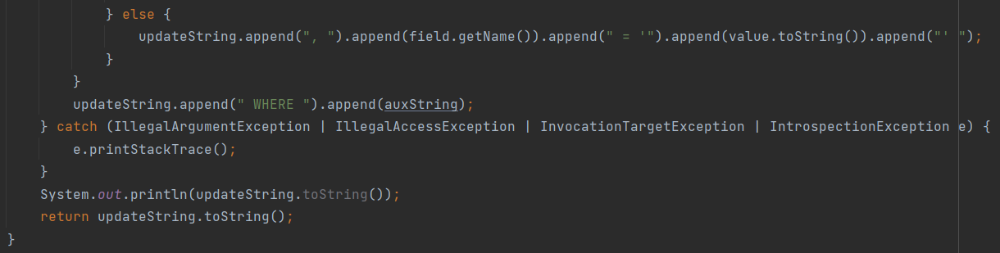 } else {
updateString.append(", ").append(field.getName()).append(" = '").append(value.toString()).append("' ");
}
}
updateString.append(" WHERE ").append(auxString);
} catch (IllegalArgumentException | IllegalAccessException | InvocationTargetException | IntrospectionException e) {
e.printStackTrace();
}
System.out.println(updateString.toString());
return updateString.toString();
}